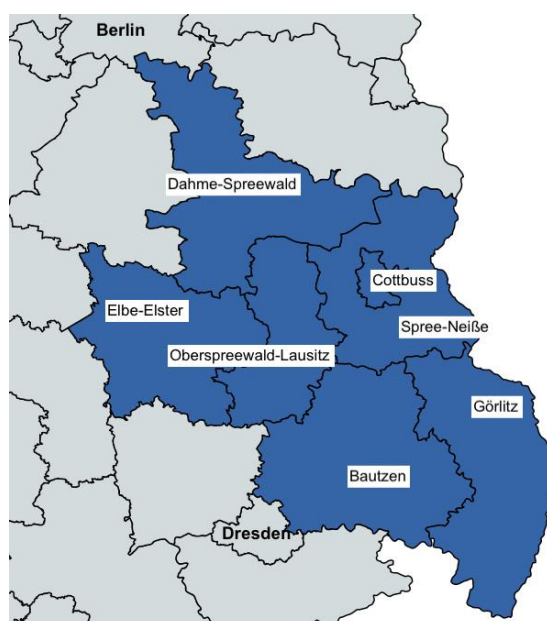 Berlin
Dahme-Spreewald
Cottbuss
Elbe-Elster
Spree-Neiße
Oberspreewald-Lausitz
Görlitz
Bautzen
Dresden